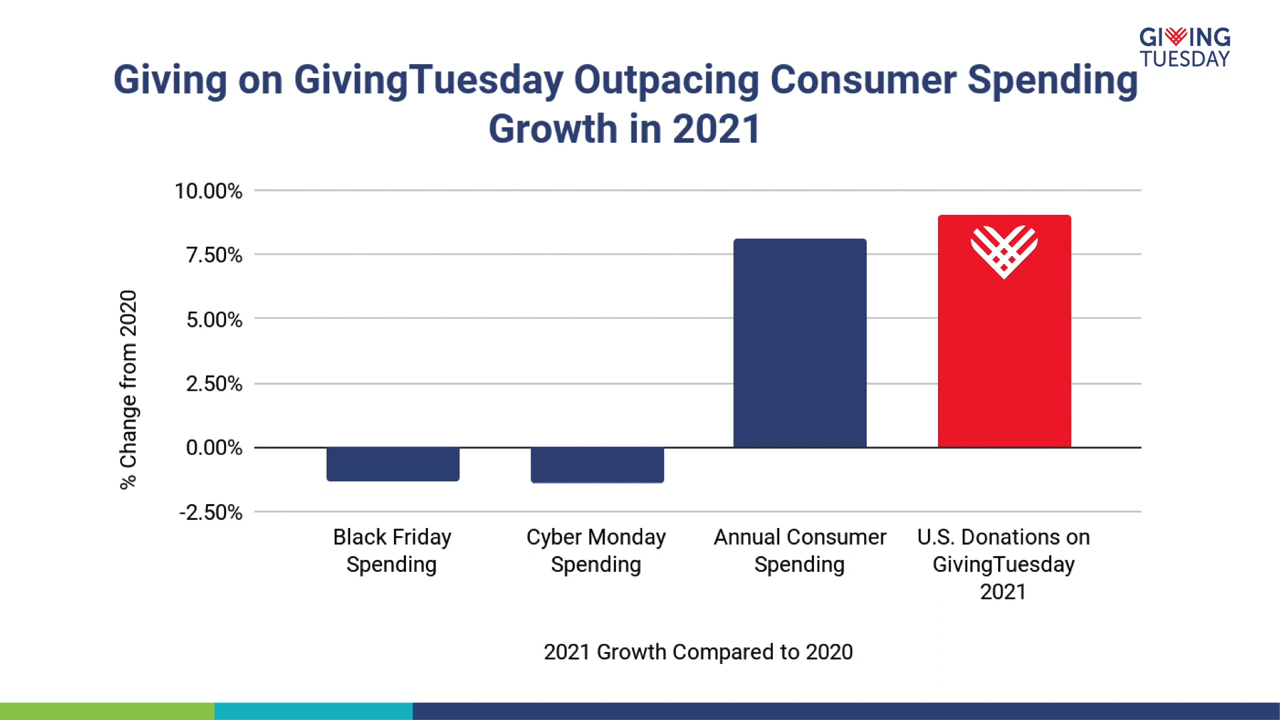 GIVING
TUESDAY
Giving on GivingTuesday Outpacing Consumer Spending
Growth in 2021
% Change from 2020
10.00%
7.50%
5.00%
2.50%
0.00%
-2.50%
Black Friday
Spending
Cyber Monday
Spending
Annual Consumer
Spending
U.S. Donations on
GivingTuesday
2021
2021 Growth Compared to 2020